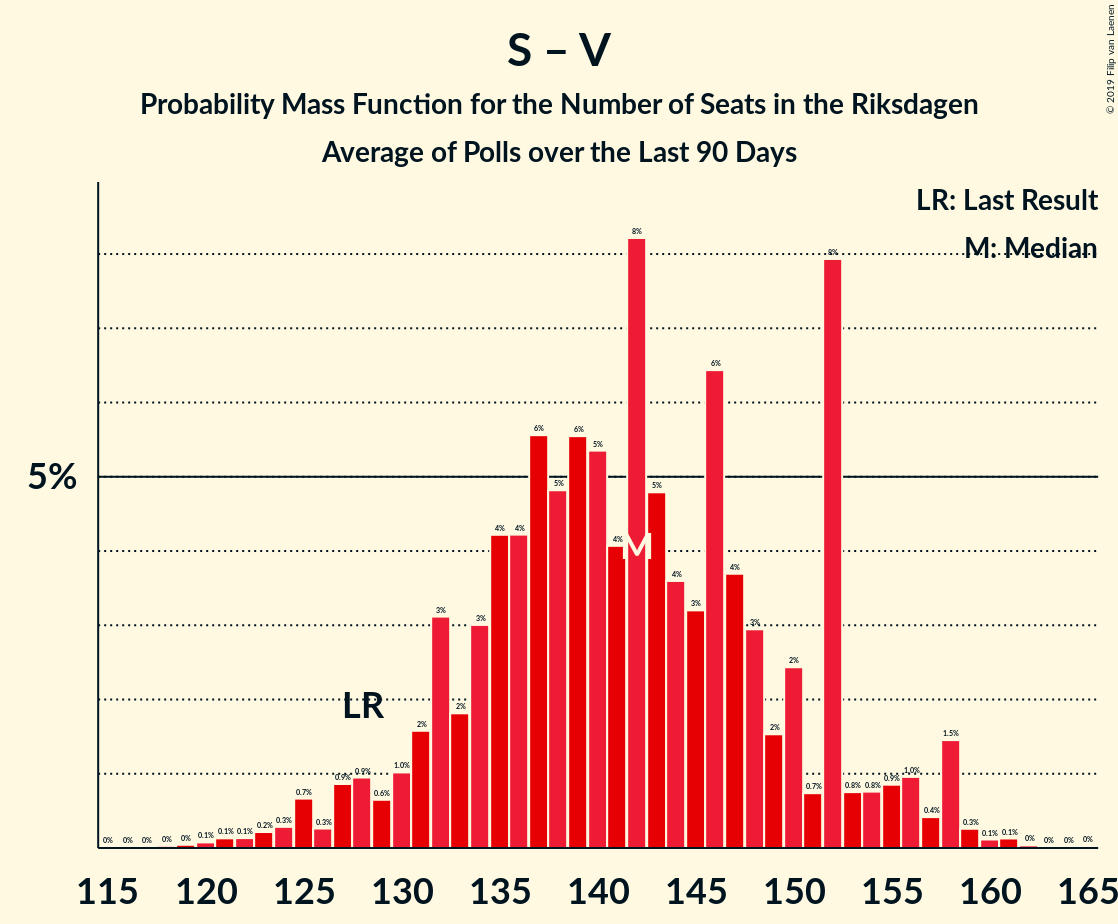 S – V
Probability Mass Function for the Number of Seats in the Riksdagen
Average of Polls over the Last 90 Days
© 2019 Filip van Laenen
LR: Last Result
M: Median
5%
LR
M
0% 0% 0% 0% 0% 0.1% 0.1% 0.1% 0.2% 0.3% 0.7% 0.3% 0.9% 0.9% 0.6% 1.0% 2% 3% 2% 3% 4% 4% 6% 5% 6% 5% 4% 8% 5% 4% 3% 6% 4% 3% 2% 2% 0.7% 8% 0.8% 0.8% 0.9% 1.0% 0.4% 1.5% 0.3% 0.1% 0.1% 0% 0% 0% 0%
115 120 125 130 135 140 145 150 155 160 165